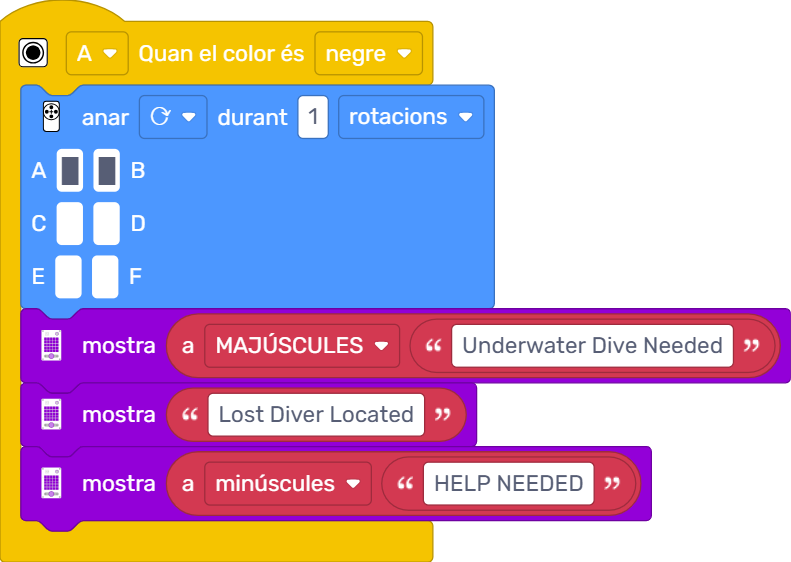 A Quan el color és negre
anar durant 1 rotacions
A B
C D
E F
mostra a MAJÚSCULES “ Underwater Dive Needed ”
mostra “ Lost Diver Located ”
mostra a minúscules “ HELP NEEDED ”